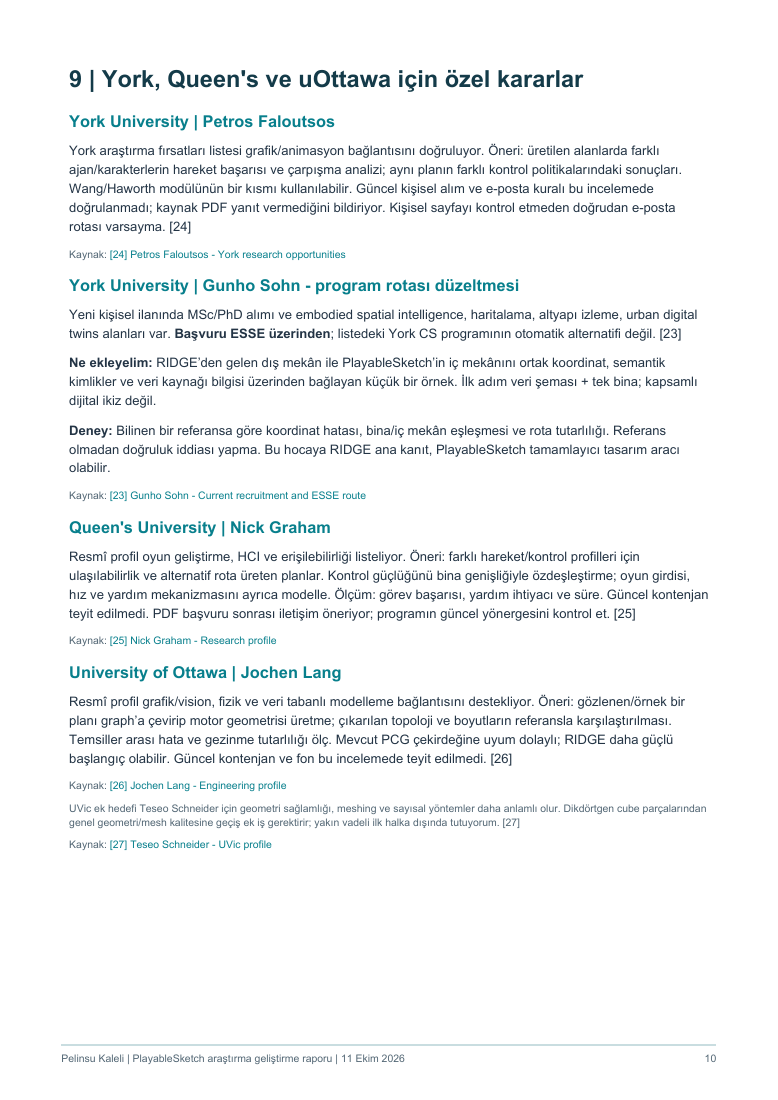 9 | York, Queen's ve uOttawa için özel kararlar
York University | Petros Faloutsos
York araştırma fırsatları listesi grafik/animasyon bağlantısını doğruluyor. Öneri: üretilen alanlarda farklı
ajan/karakterlerin hareket başarısı ve çarpışma analizi; aynı planın farklı kontrol politikalarındaki sonuçları.
Wang/Haworth modülünün bir kısmı kullanılabilir. Güncel kişisel alım ve e-posta kuralı bu incelemede
doğrulanmadı; kaynak PDF yanıt vermediğini bildiriyor. Kişisel sayfayı kontrol etmeden doğrudan e-posta
rotası varsayma. [24]
Kaynak: [24] Petros Faloutsos - York research opportunities
York University | Gunho Sohn - program rotası düzeltmesi
Yeni kişisel ilanında MSc/PhD alımı ve embodied spatial intelligence, haritalama, altyapı izleme, urban digital
twins alanları var. Başvuru ESSE üzerinden; listedeki York CS programının otomatik alternatifi değil. [23]
Ne ekleyelim: RIDGE’den gelen dış mekân ile PlayableSketch’in iç mekânını ortak koordinat, semantik
kimlikler ve veri kaynağı bilgisi üzerinden bağlayan küçük bir örnek. İlk adım veri şeması + tek bina; kapsamlı
dijital ikiz değil.
Deney: Bilinen bir referansa göre koordinat hatası, bina/iç mekân eşleşmesi ve rota tutarlılığı. Referans
olmadan doğruluk iddiası yapma. Bu hocaya RIDGE ana kanıt, PlayableSketch tamamlayıcı tasarım aracı
olabilir.
Kaynak: [23] Gunho Sohn - Current recruitment and ESSE route
Queen's University | Nick Graham
Resmî profil oyun geliştirme, HCI ve erişilebilirliği listeliyor. Öneri: farklı hareket/kontrol profilleri için
ulaşılabilirlik ve alternatif rota üreten planlar. Kontrol güçlüğünü bina genişliğiyle özdeşleştirme; oyun girdisi,
hız ve yardım mekanizmasını ayrıca modelle. Ölçüm: görev başarısı, yardım ihtiyacı ve süre. Güncel kontenjan
teyit edilmedi. PDF başvuru sonrası iletişim öneriyor; programın güncel yönergesini kontrol et. [25]
Kaynak: [25] Nick Graham - Research profile
University of Ottawa | Jochen Lang
Resmî profil grafik/vision, fizik ve veri tabanlı modelleme bağlantısını destekliyor. Öneri: gözlenen/örnek bir
planı graph’a çevirip motor geometrisi üretme; çıkarılan topoloji ve boyutların referansla karşılaştırılması.
Temsiller arası hata ve gezinme tutarlılığı ölç. Mevcut PCG çekirdeğine uyum dolaylı; RIDGE daha güçlü
başlangıç olabilir. Güncel kontenjan ve fon bu incelemede teyit edilmedi. [26]
Kaynak: [26] Jochen Lang - Engineering profile
UVic ek hedefi Teseo Schneider için geometri sağlamlığı, meshing ve sayısal yöntemler daha anlamlı olur. Dikdörtgen cube parçalarından
genel geometri/mesh kalitesine geçiş ek iş gerektirir; yakın vadeli ilk halka dışında tutuyorum. [27]
Kaynak: [27] Teseo Schneider - UVic profile
Pelinsu Kaleli | PlayableSketch araştırma geliştirme raporu | 11 Ekim 2026
10